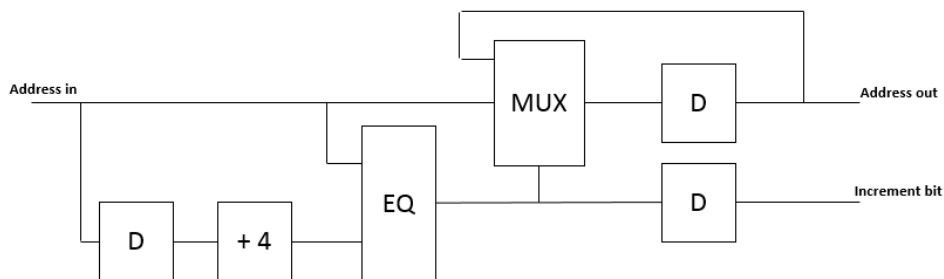 Address in
MUX
D
Address out
EQ
D
Increment bit
D
+ 4